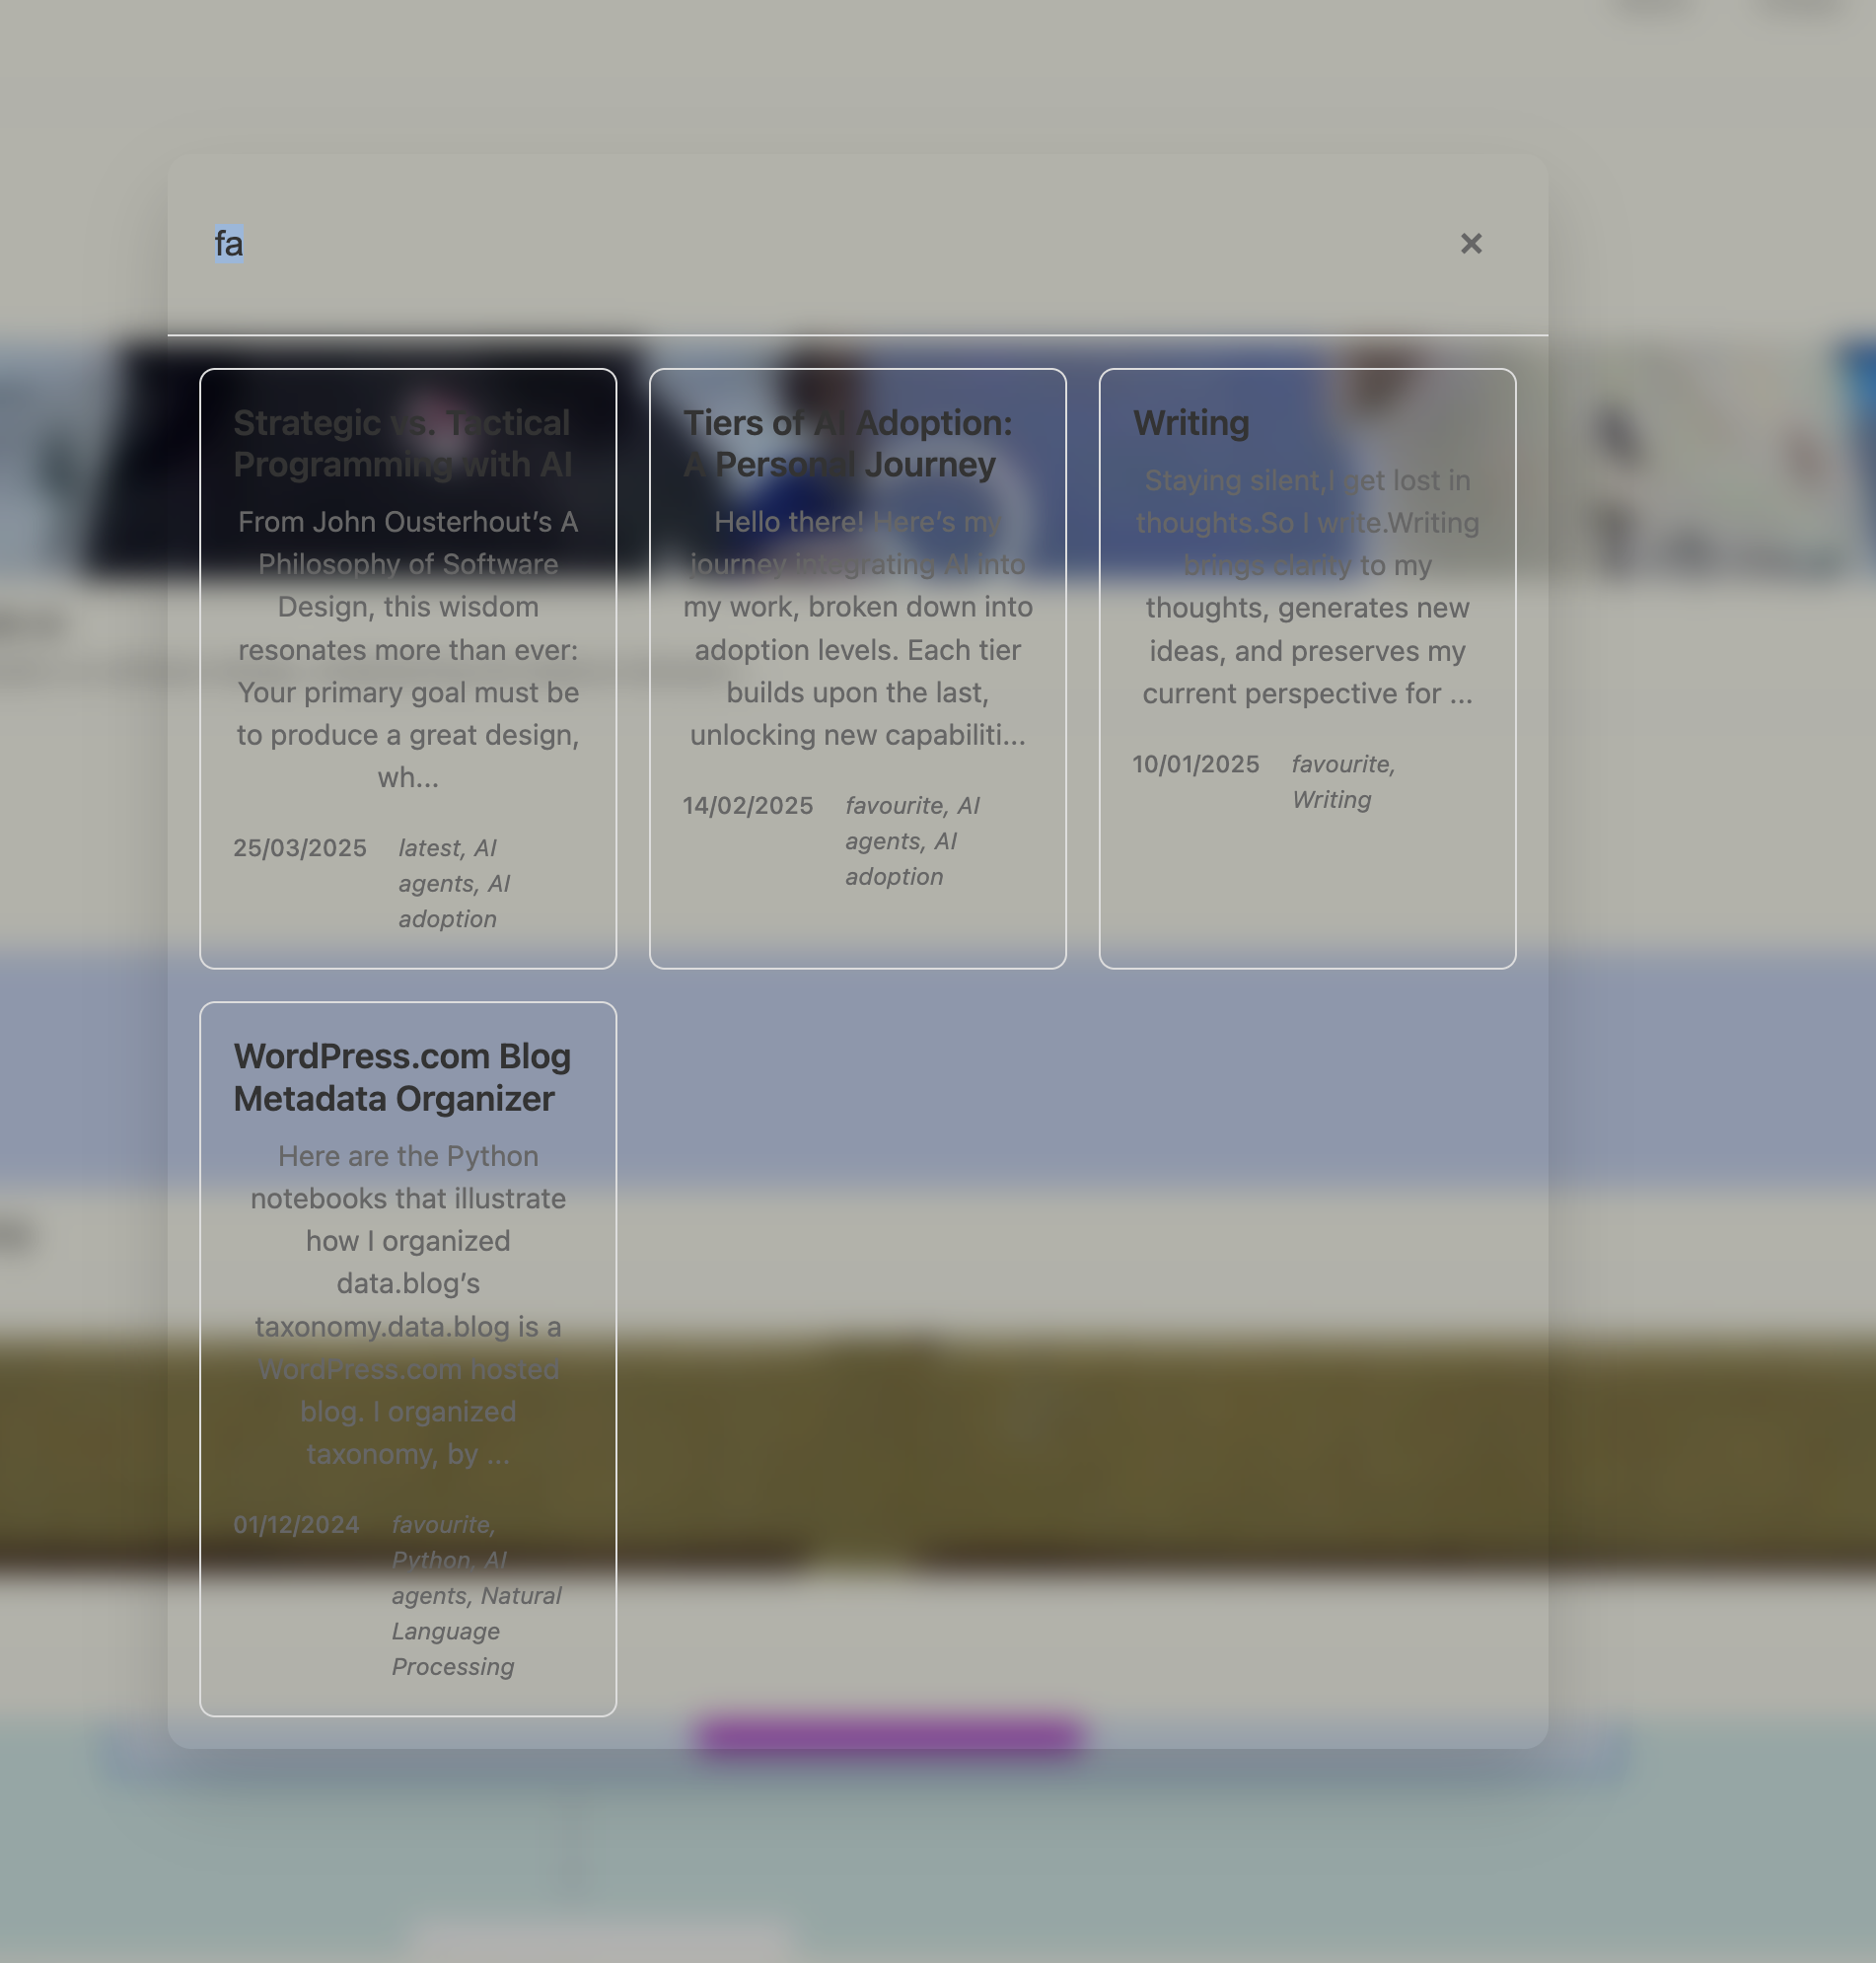 fa
×
Strategic vs. Tactical
Programming with AI
From John Ousterhout’s A
Philosophy of Software
Design, this wisdom
resonates more than ever:
Your primary goal must be
to produce a great design,
wh...
25/03/2025
latest, AI
agents, AI
adoption
Tiers of AI Adoption:
A Personal Journey
Hello there! Here’s my
journey integrating AI into
my work, broken down into
adoption levels. Each tier
builds upon the last,
unlocking new capabiliti...
14/02/2025
favourite, AI
agents, AI
adoption
Writing
Staying silent,I get lost in
thoughts.So I write.Writing
brings clarity to my
thoughts, generates new
ideas, and preserves my
current perspective for ...
10/01/2025
favourite,
Writing
WordPress.com Blog
Metadata Organizer
Here are the Python
notebooks that illustrate
how I organized
data.blog’s
taxonomy.data.blog is a
WordPress.com hosted
blog. I organized
taxonomy, by ...
01/12/2024
favourite,
Python, AI
agents, Natural
Language
Processing